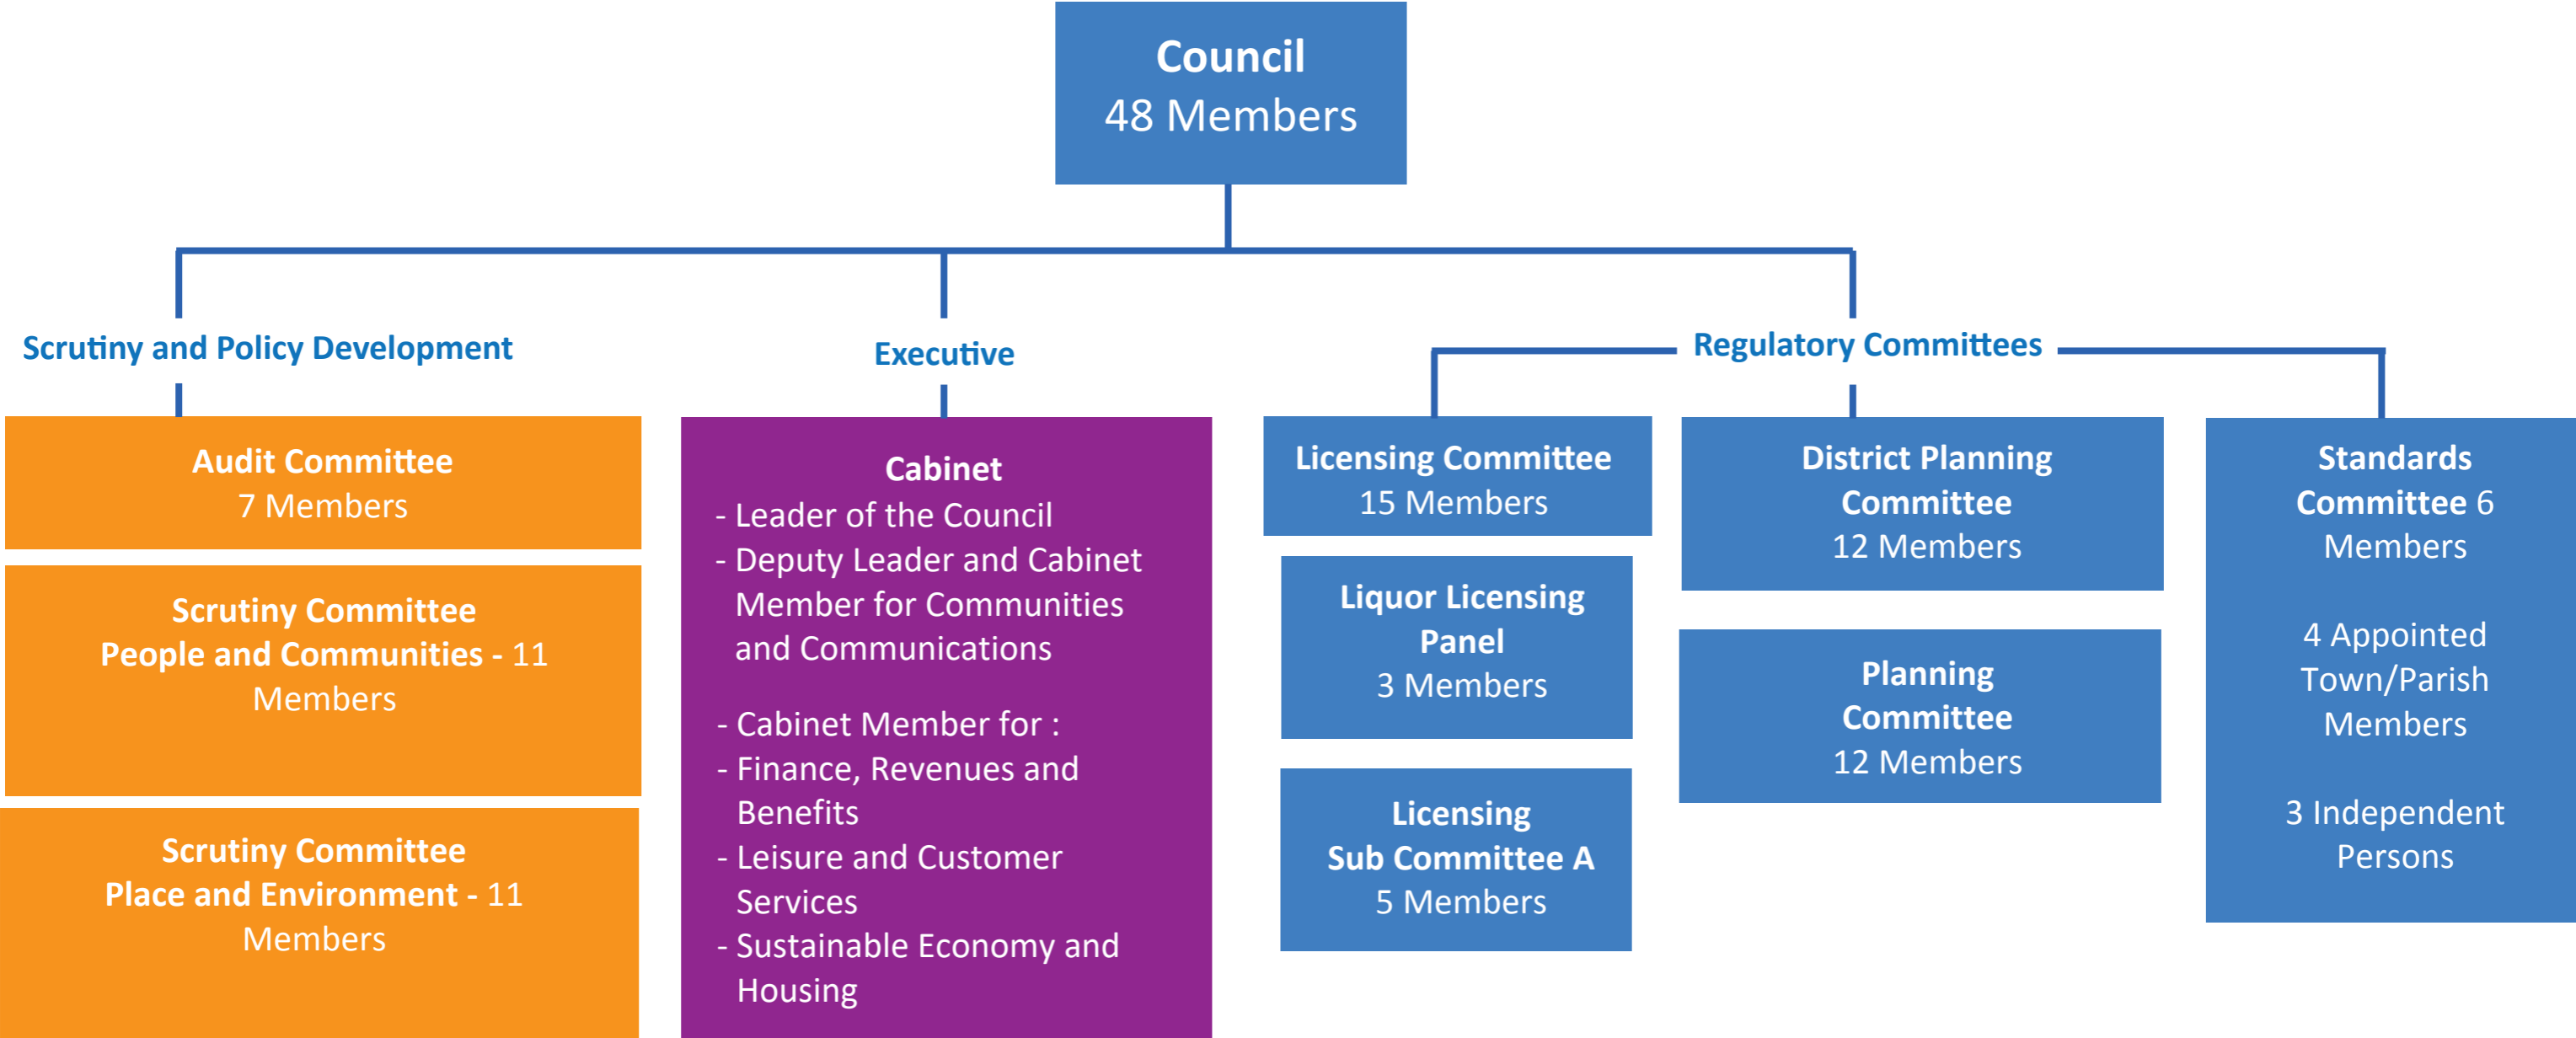 Council
48 Members
Scrutiny and Policy Development
Executive
Regulatory Committees
Audit Committee
7 Members
Scrutiny Committee
People and Communities - 11
Members
Scrutiny Committee
Place and Environment - 11
Members
Cabinet
- Leader of the Council
- Deputy Leader and Cabinet
Member for Communities
and Communications
- Cabinet Member for :
- Finance, Revenues and
Benefits
- Leisure and Customer
Services
- Sustainable Economy and
Housing
Licensing Committee
15 Members
Liquor Licensing
Panel
3 Members
Licensing
Sub Committee A
5 Members
District Planning
Committee
12 Members
Planning
Committee
12 Members
Standards
Committee 6
Members
4 Appointed
Town/Parish
Members
3 Independent
Persons